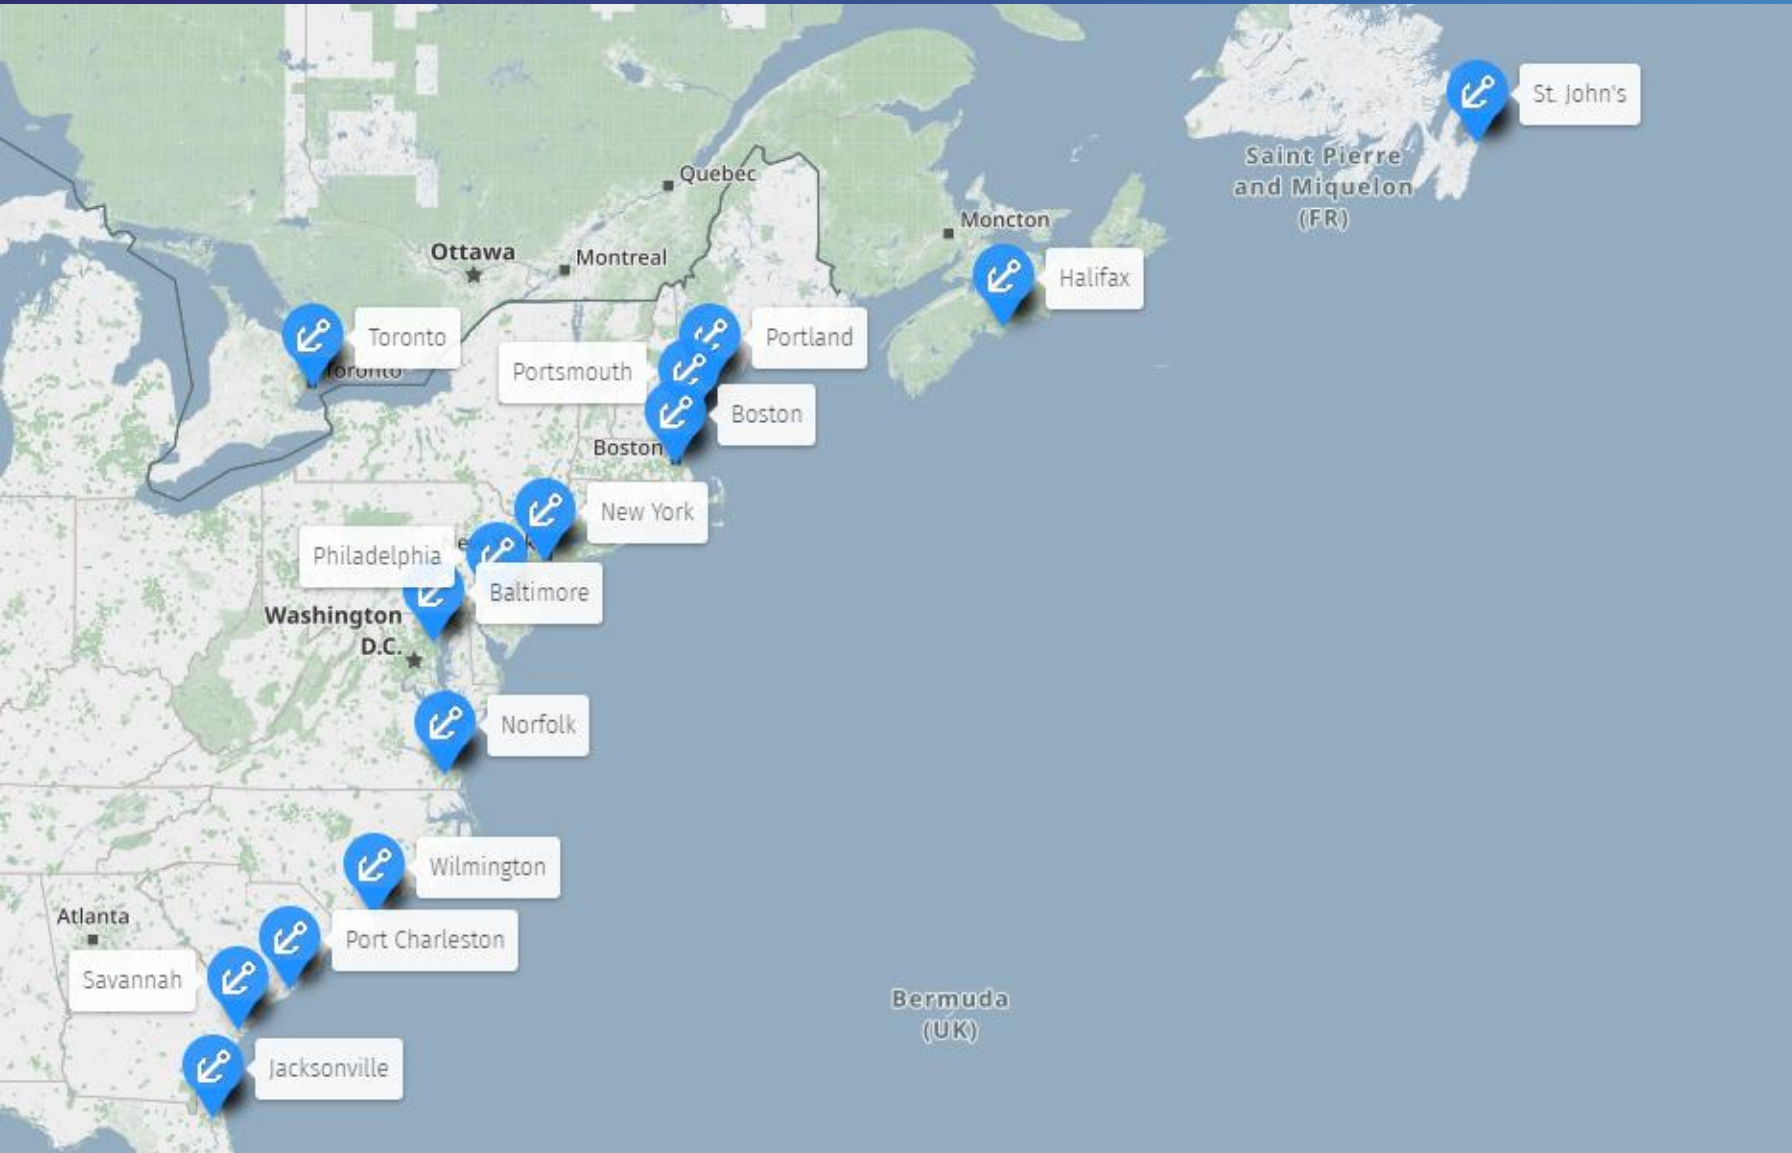 St. John's
Saint Pierre
and Miquelon
(FR)
Quebec
Moncton
Ottawa
Montreal
Halifax
Toronto
Toronto
Portland
Portsmouth
Boston
Boston
New York
Philadelphia
Baltimore
Washington
D.C.
Norfolk
Wilmington
Atlanta
Port Charleston
Savannah
Bermuda
(UK)
Jacksonville